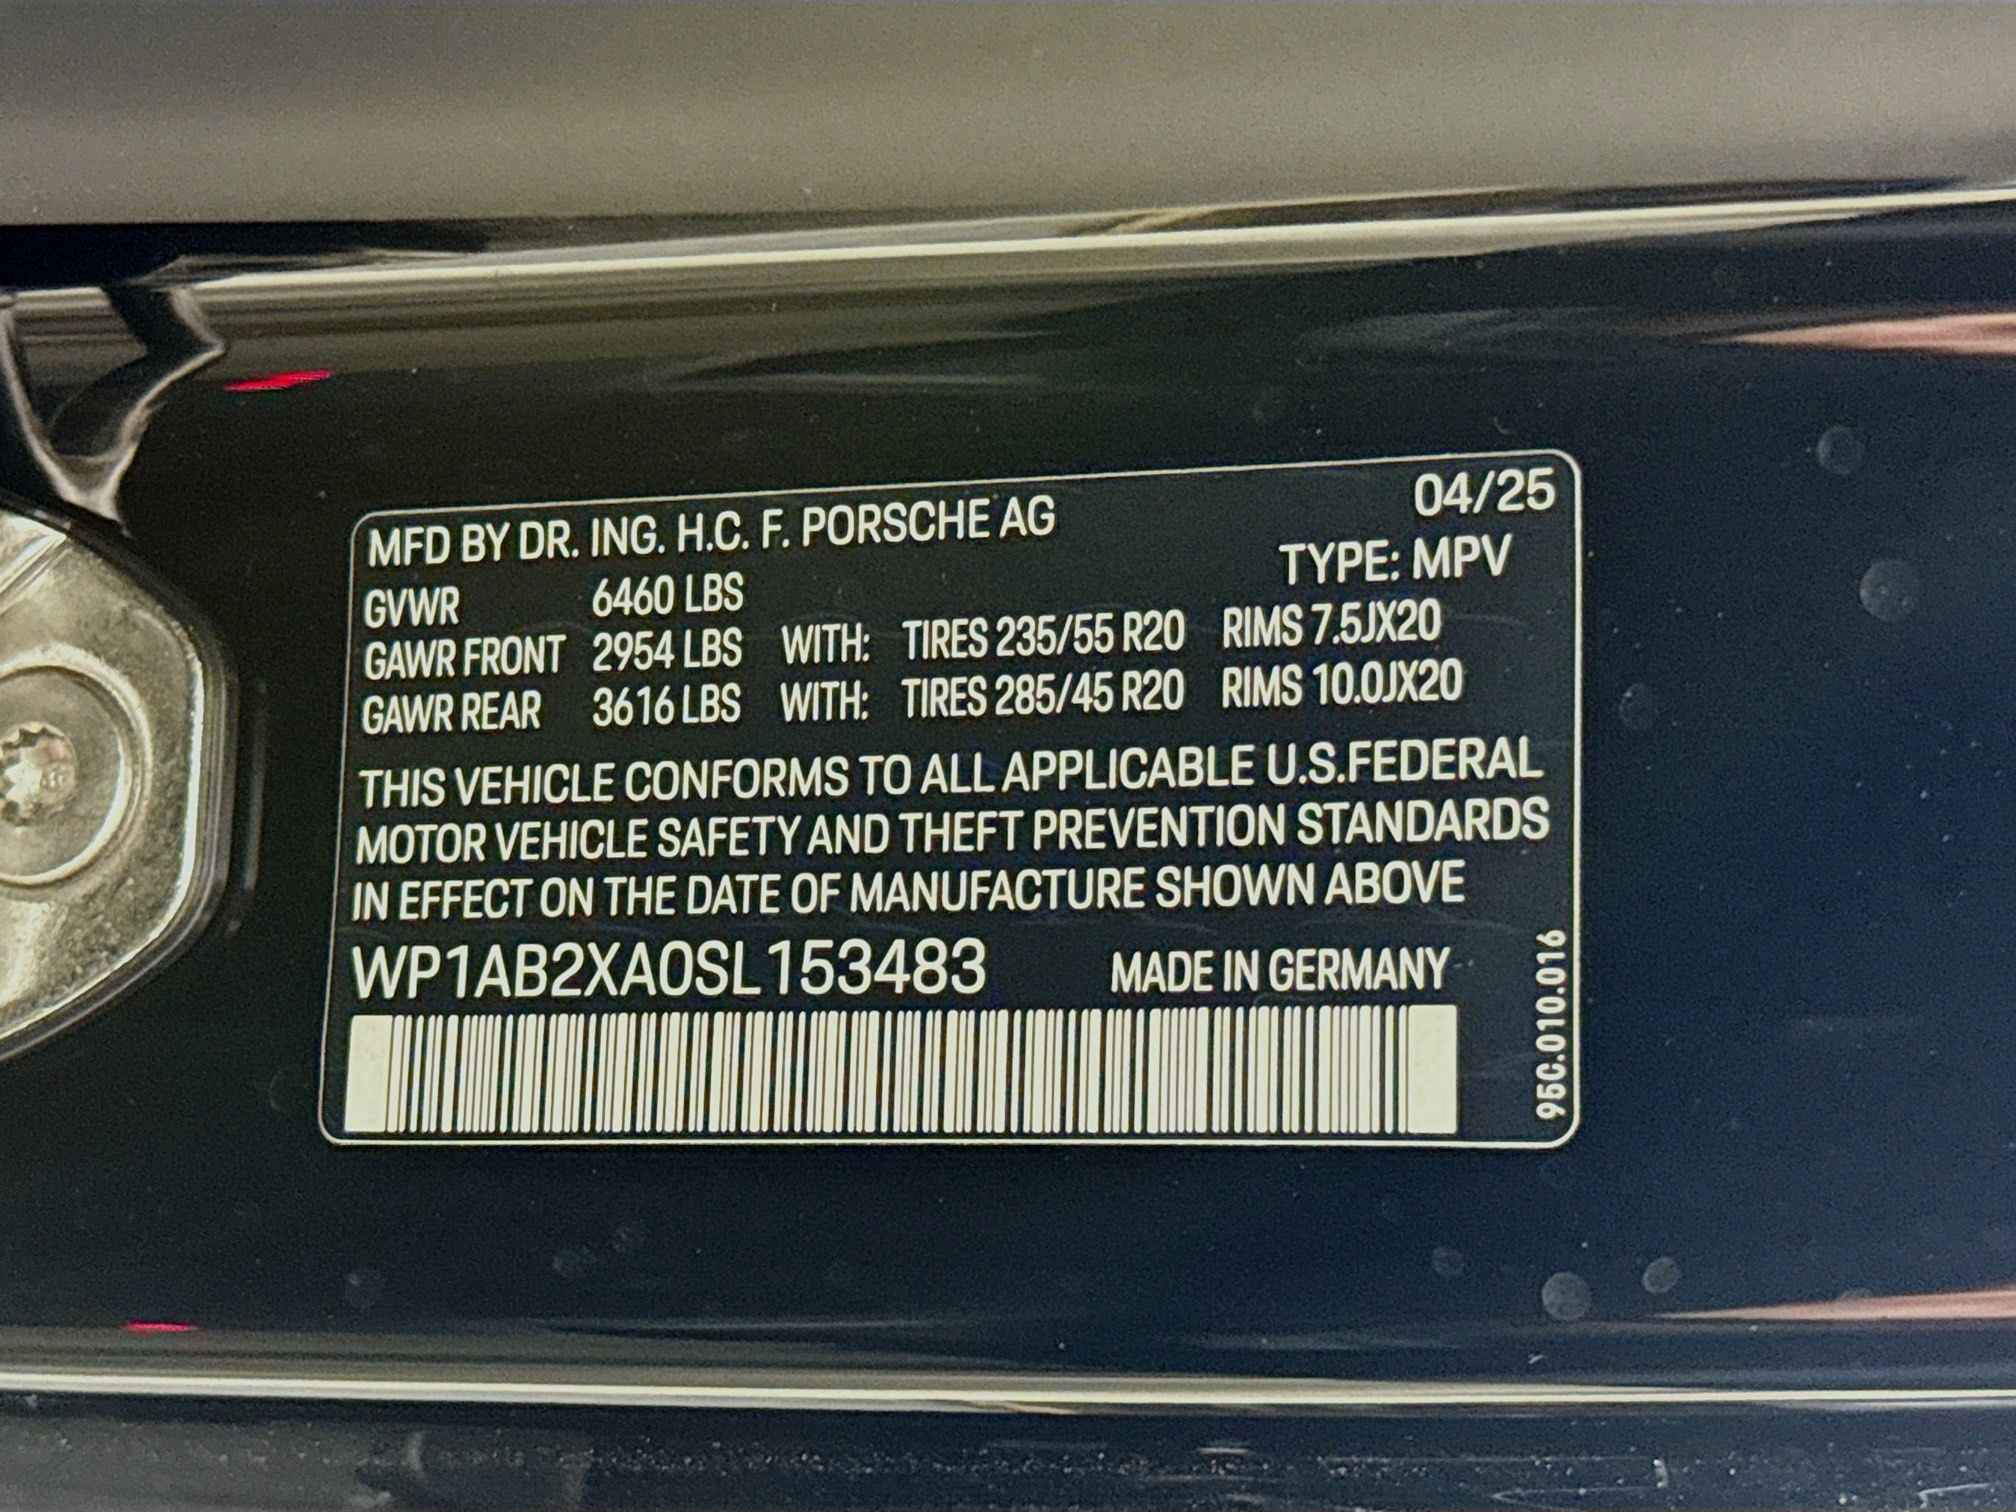 MFD BY DR. ING. H.C. F. PORSCHE AG 04/25
TYPE: MPV
GVWR 6460 LBS
GAWR FRONT 2954 LBS WITH: TIRES 235/55 R20 RIMS 7.5JX20
GAWR REAR 3616 LBS WITH: TIRES 285/45 R20 RIMS 10.0JX20
THIS VEHICLE CONFORMS TO ALL APPLICABLE U.S.FEDERAL
MOTOR VEHICLE SAFETY AND THEFT PREVENTION STANDARDS
IN EFFECT ON THE DATE OF MANUFACTURE SHOWN ABOVE
WP1AB2XA0SL153483 MADE IN GERMANY
95C.010.016